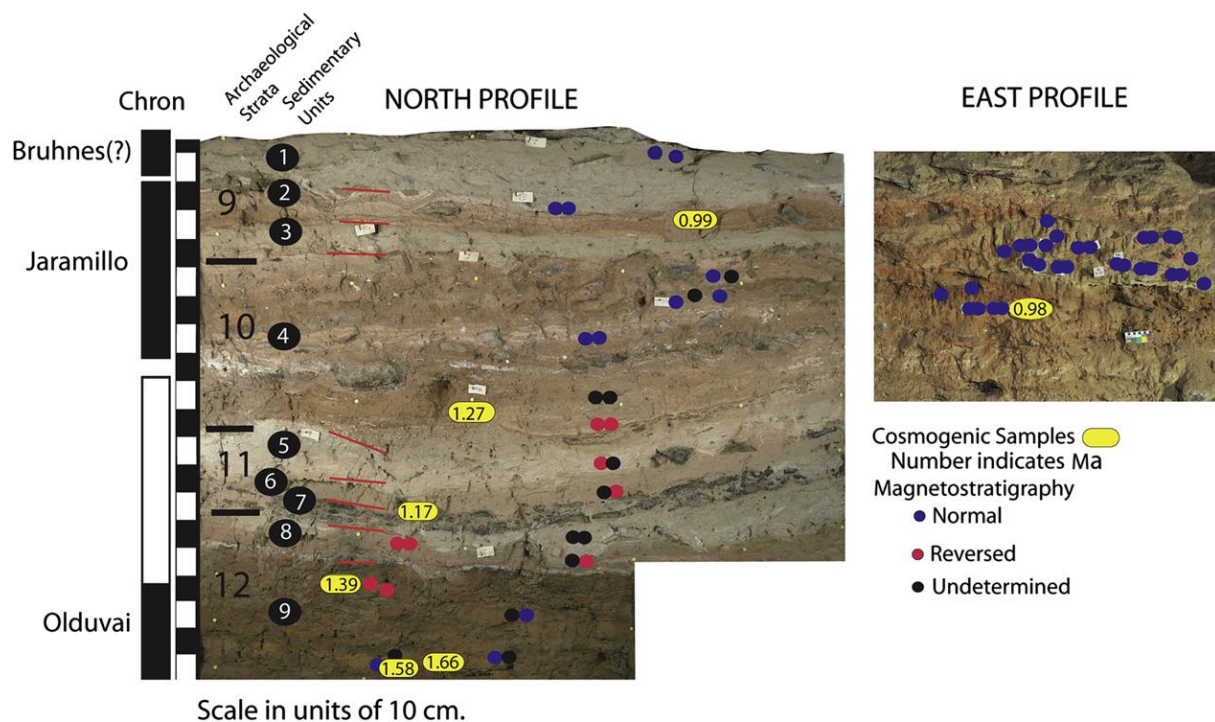 Chron
Archaeological
Strata
Sedimentary
Units
NORTH PROFILE
EAST PROFILE
Bruhnes(?)
1
2
9
3
0.99
Jaramillo
10
4
0.98
1.27
5
11
6
7
1.17
8
12
1.39
9
Olduvai
1.58
1.66
Cosmogenic Samples
Number indicates Ma
Magnetostratigraphy
Normal
Reversed
Undetermined
Scale in units of 10 cm.